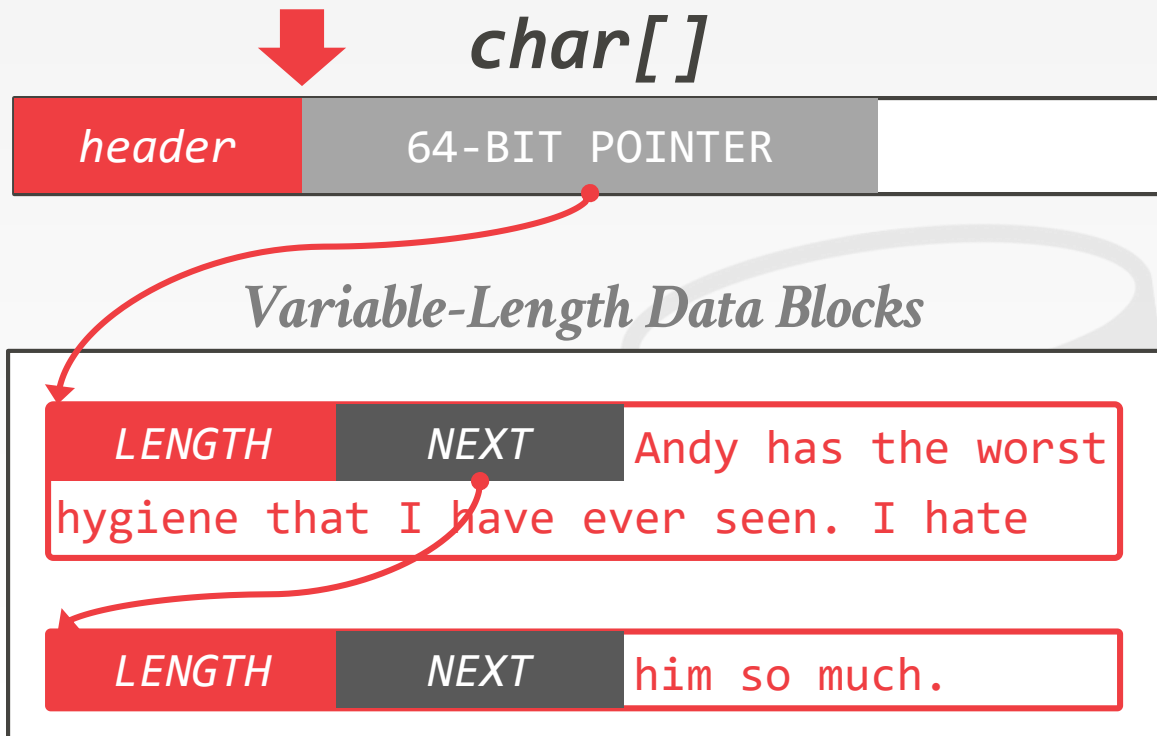 char[]
header 64-BIT POINTER
Variable-Length Data Blocks
LENGTH NEXT Andy has the worst
hygiene that I have ever seen. I hate
LENGTH NEXT him so much.